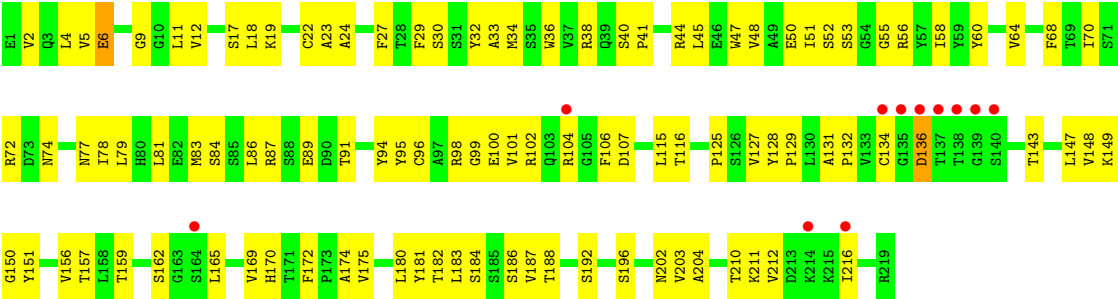 E1 V2 Q3 L4 V5 E6 G9 G10 L11 V12 S17 L18 K19 C22 A23 A24 F27 T28 F29 S30 S31 Y32 A33 M34 S35 W36 V37 R38 Q39 S40 P41 R44 L45 E46 W47 V48 A49 E50 I51 S52 S53 G54 G55 R56 Y57 I58 Y59 Y60 V64 F68 T69 I70 S71
R72 D73 N74 N77 I78 L79 H80 L81 E82 M83 S84 S85 L86 R87 S88 E89 D90 T91 Y94 Y95 C96 A97 R98 G99 E100 V101 R102 Q103 R104 G105 F106 D107 L115 T116 P125 S126 V127 Y128 P129 L130 A131 P132 V133 C134 G135 D136 T137 T138 G139 S140 T143 L147 V148 K149
G150 Y151 V156 T157 L158 T159 S162 G163 S164 L165 V169 H170 T171 F172 P173 A174 V175 L180 Y181 T182 L183 S184 S185 S186 V187 T188 S192 S196 N202 V203 A204 T210 K211 V212 D213 K214 K215 I216 R219